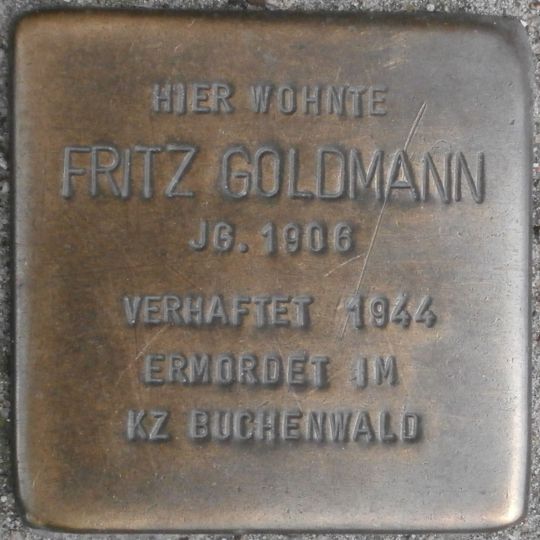 HIER WOHNTE
FRITZ GOLDMANN
JG. 1906
VERHAFTET 1944
ERMORDET IM
KZ BUCHENWALD